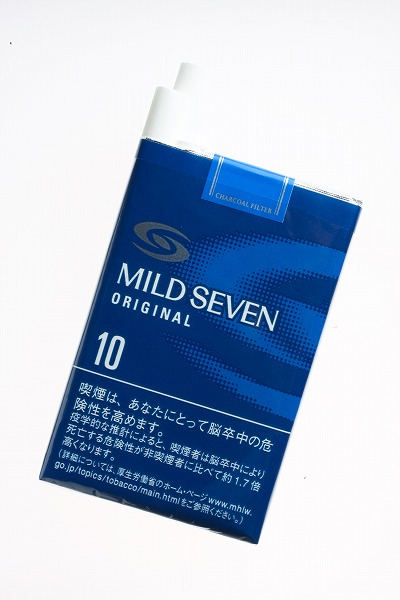 CHARCOAL FILTER
MILD SEVEN
ORIGINAL
10
喫煙は、あなたにとって脳卒中の危
険性を高めます。
疫学的な推計によると、喫煙者は脳卒中により
死亡する危険性が非喫煙者に比べて約1.7倍
高くなります。
(詳細については、厚生労働省のホーム・ページwww.mhlw.
go.jp/topics/tobacco/main.htmlをご参照ください。)